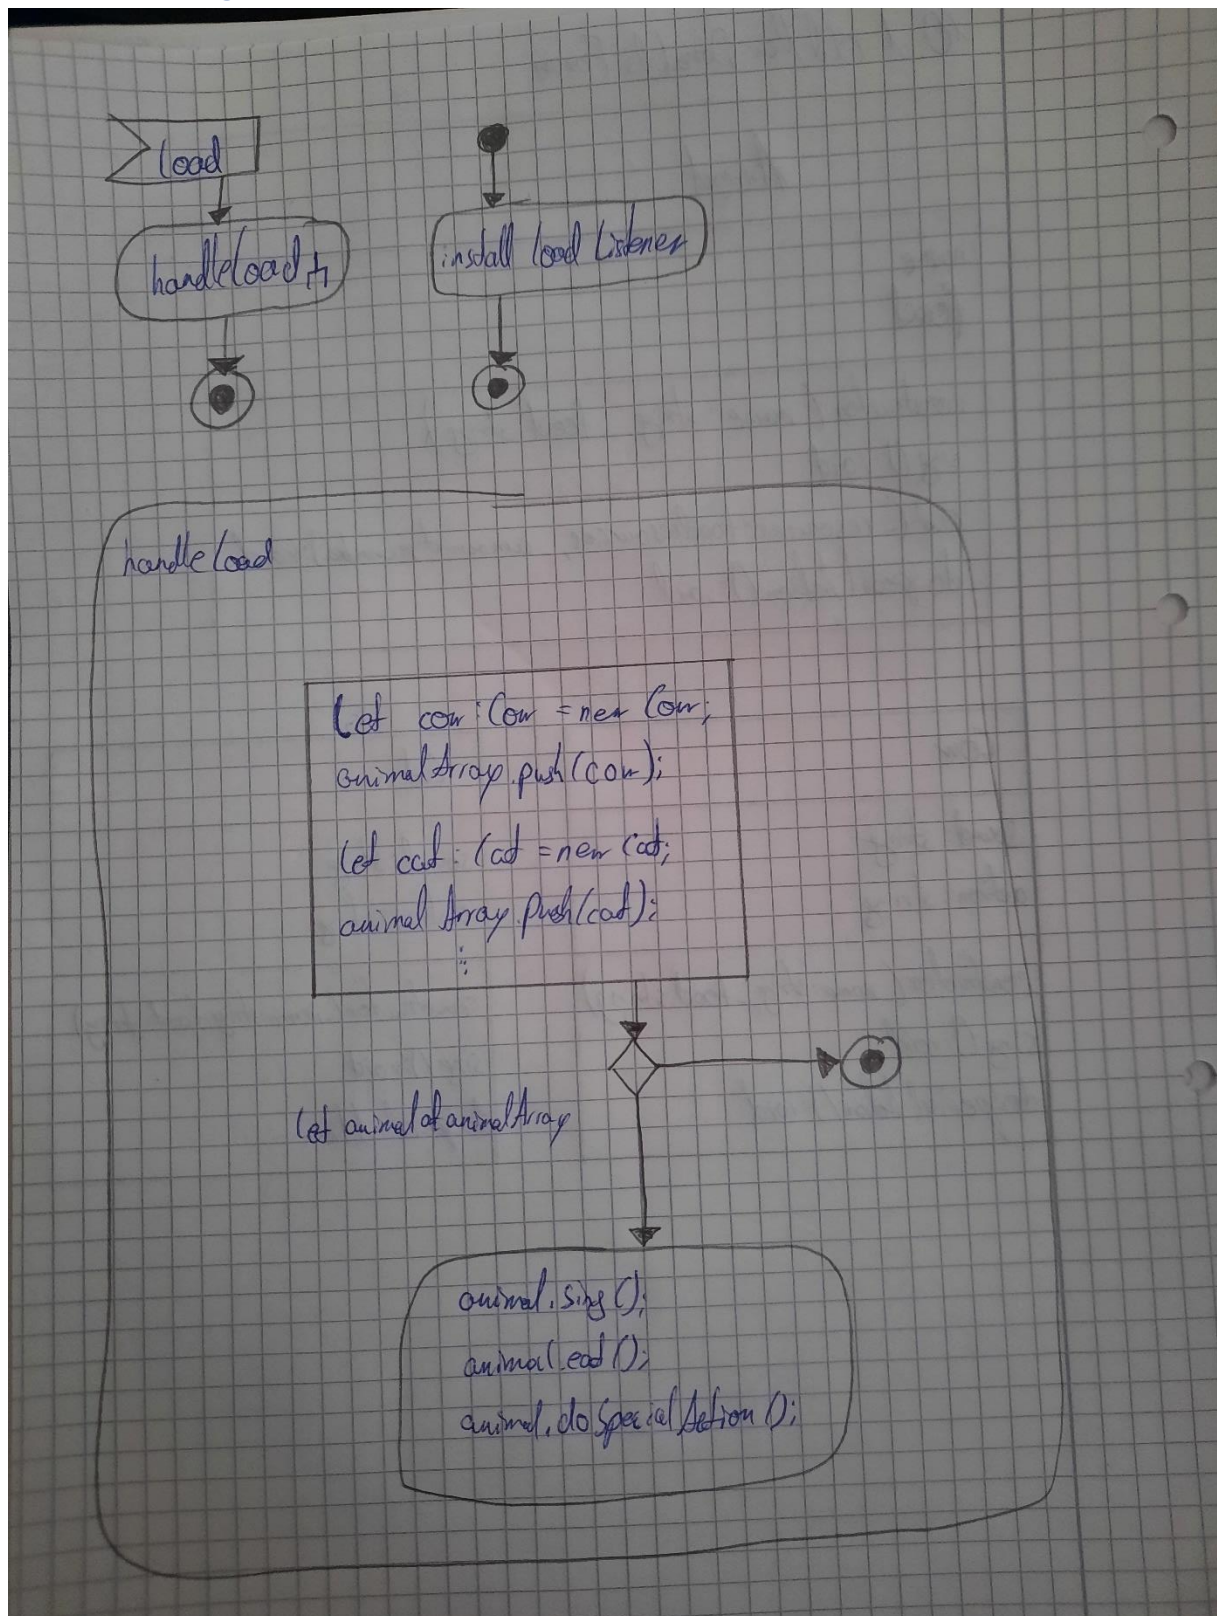 load
handleLoad
install load Listener
handleLoad
Let cow: Cow = new Cow;
animalArray.push(cow);
let cat: Cat = new Cat;
animalArray.push(cat);
let animal of animalArray
animal.sing();
animal.eat();
animal.doSpecialAction();